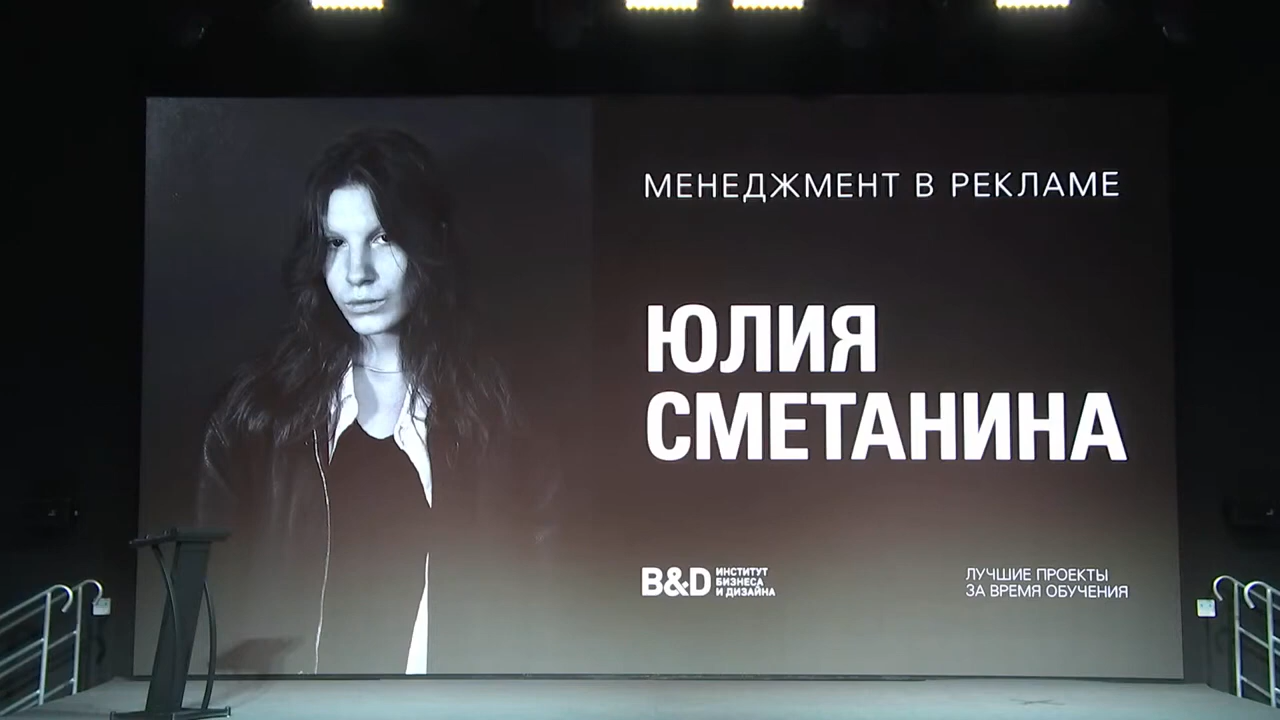 МЕНЕДЖМЕНТ В РЕКЛАМЕ
ЮЛИЯ
СМЕТАНИНА
B&D
ИНСТИТУТ
БИЗНЕСА
И ДИЗАЙНА
ЛУЧШИЕ ПРОЕКТЫ
ЗА ВРЕМЯ ОБУЧЕНИЯ